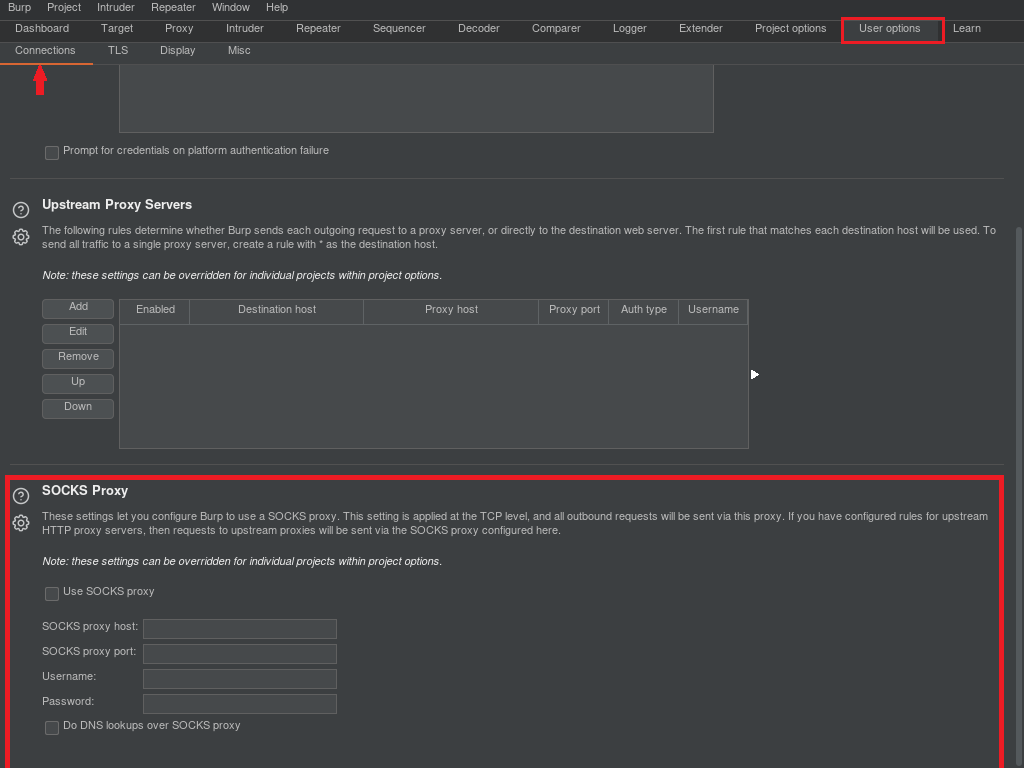 Burp Project Intruder Repeater Window Help
Dashboard Target Proxy Intruder Repeater Sequencer Decoder Comparer Logger Extender Project options User options Learn
Connections TLS Display Misc
Prompt for credentials on platform authentication failure
Upstream Proxy Servers
The following rules determine whether Burp sends each outgoing request to a proxy server, or directly to the destination web server. The first rule that matches each destination host will be used. To
send all traffic to a single proxy server, create a rule with * as the destination host.
Note: these settings can be overridden for individual projects within project options.
Add Enabled Destination host Proxy host Proxy port Auth type Username
Edit
Remove
Up
Down
SOCKS Proxy
These settings let you configure Burp to use a SOCKS proxy. This setting is applied at the TCP level, and all outbound requests will be sent via this proxy. If you have configured rules for upstream
HTTP proxy servers, then requests to upstream proxies will be sent via the SOCKS proxy configured here.
Note: these settings can be overridden for individual projects within project options.
Use SOCKS proxy
SOCKS proxy host:
SOCKS proxy port:
Username:
Password:
Do DNS lookups over SOCKS proxy